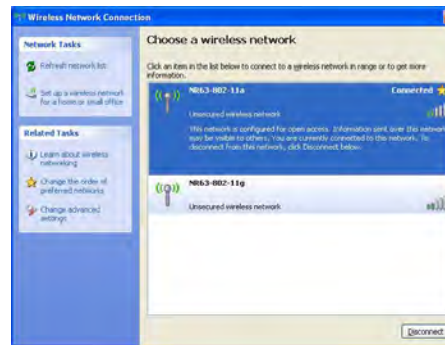 Wireless Network Connection
Network Tasks
Refresh network list
Set up a wireless network
for a home or small office
Related Tasks
Learn about wireless
networking
Change the order of
preferred networks
Change advanced
settings
Choose a wireless network
Click an item in the list below to connect to a wireless network in range or to get more
information.
NR63-802-11a
Connected
Unsecured wireless network
This network is configured for open access. Information sent over this network
may be visible to others. You are currently connected to this network. To
disconnect from this network, click Disconnect below.
NR63-802-11g
Unsecured wireless network
Disconnect